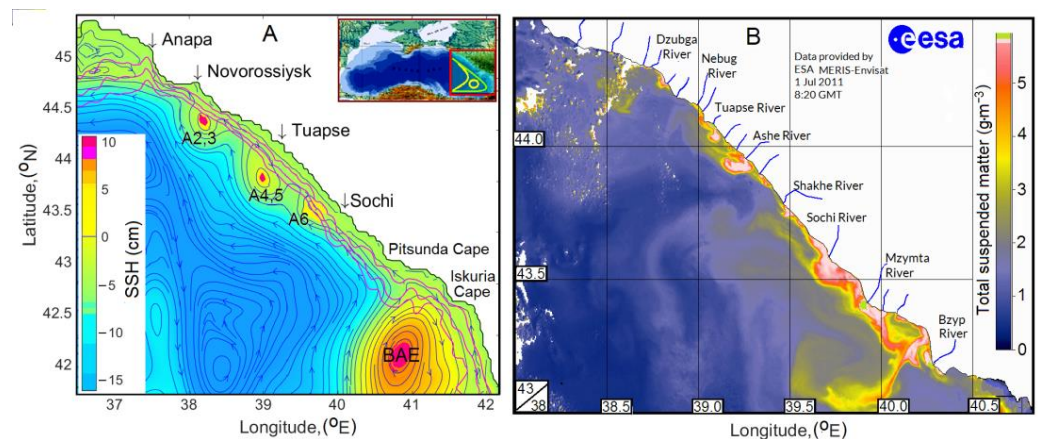 A
Anapa
Novorossiysk
Tuapse
Sochi
Pitsunda Cape
Iskuria
Cape
A2,3
A4,5
A6
BAE
45
44.5
44
43.5
43
42.5
42
Latitude,(°N)
10
5
0
−5
−10
−15
SSH (cm)
37
38
39
40
41
42
Longitude,(°E)
B
Dzubga
River
Nebug
River
Tuapse River
Ashe River
Shakhe River
Sochi River
Mzymta
River
Bzyp
River
Data provided by
ESA MERIS-Envisat
1 Jul 2011
8:20 GMT
esa
Total suspended matter (g·m⁻³)
5
4
3
2
1
0
44.0
43.5
43
38
38.5
39.0
39.5
40.0
40.5
Longitude,(°E)